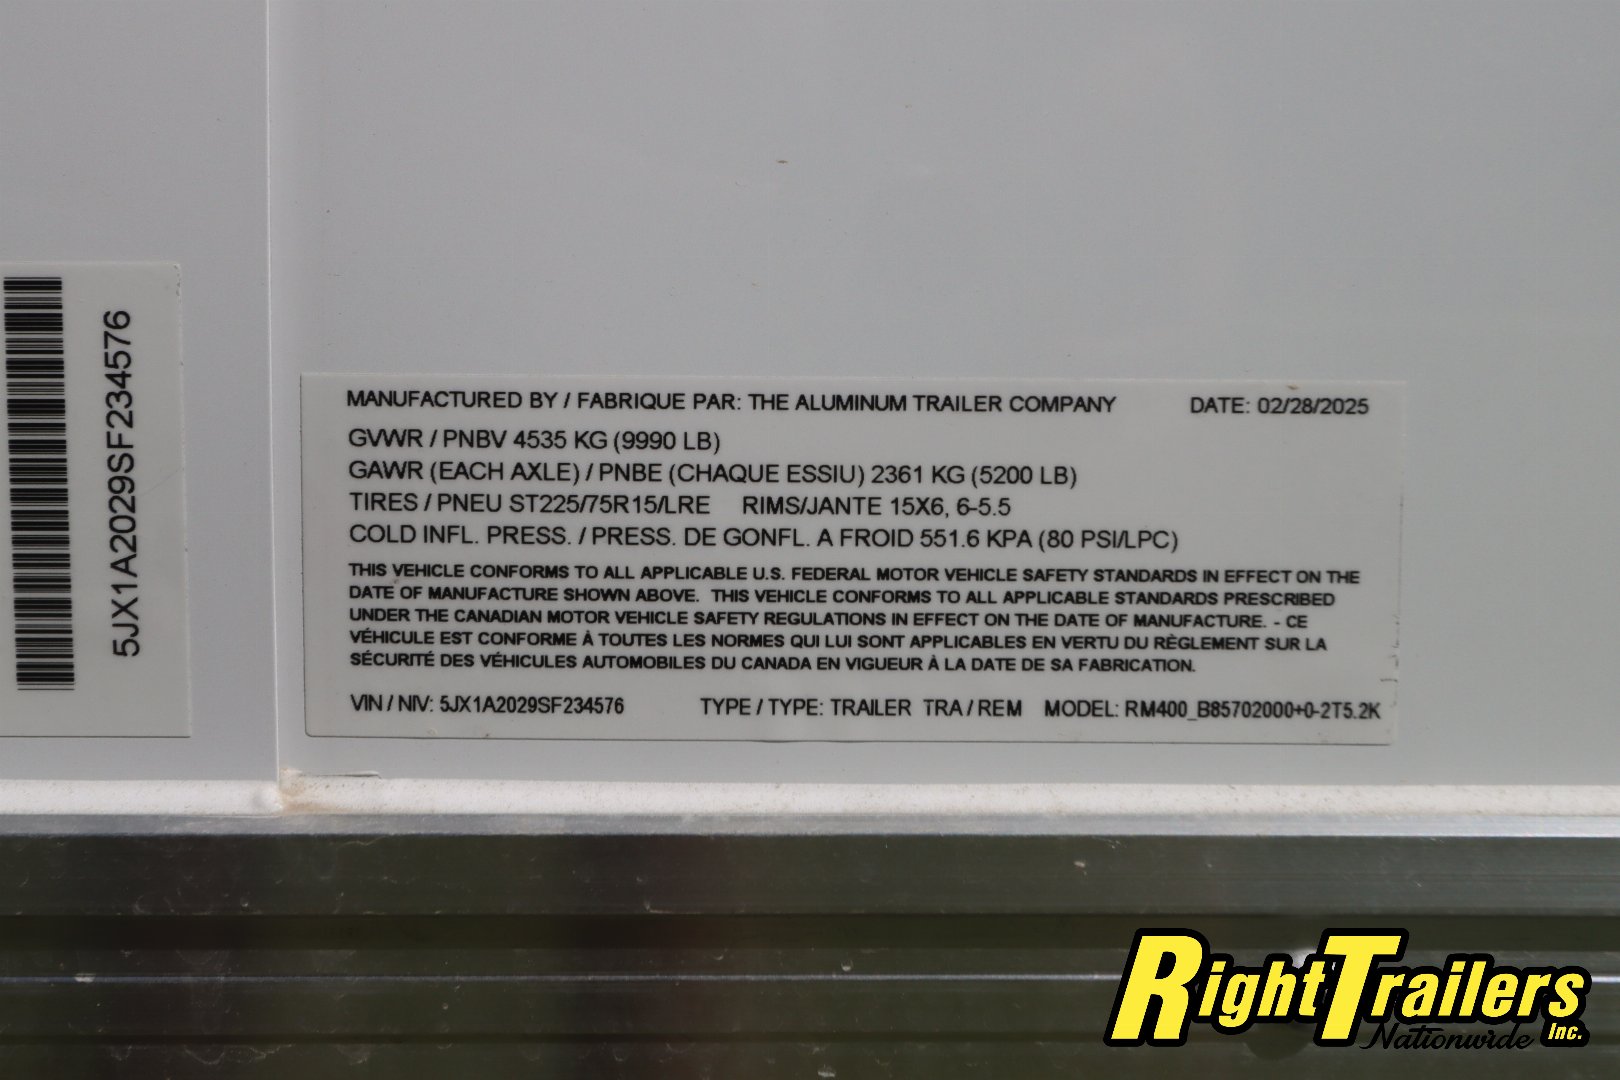 5JX1A2029SF234576
MANUFACTURED BY / FABRIQUE PAR: THE ALUMINUM TRAILER COMPANY DATE: 02/28/2025
GVWR / PNBV 4535 KG (9990 LB)
GAWR (EACH AXLE) / PNBE (CHAQUE ESSIU) 2361 KG (5200 LB)
TIRES / PNEU ST225/75R15/LRE RIMS/JANTE 15X6, 6-5.5
COLD INFL. PRESS. / PRESS. DE GONFL. A FROID 551.6 KPA (80 PSI/LPC)
THIS VEHICLE CONFORMS TO ALL APPLICABLE U.S. FEDERAL MOTOR VEHICLE SAFETY STANDARDS IN EFFECT ON THE
DATE OF MANUFACTURE SHOWN ABOVE. THIS VEHICLE CONFORMS TO ALL APPLICABLE STANDARDS PRESCRIBED
UNDER THE CANADIAN MOTOR VEHICLE SAFETY REGULATIONS IN EFFECT ON THE DATE OF MANUFACTURE. - CE
VÉHICULE EST CONFORME À TOUTES LES NORMES QUI LUI SONT APPLICABLES EN VERTU DU RÈGLEMENT SUR LA
SÉCURITÉ DES VÉHICULES AUTOMOBILES DU CANADA EN VIGUEUR À LA DATE DE SA FABRICATION.
VIN / NIV: 5JX1A2029SF234576 TYPE / TYPE: TRAILER TRA / REM MODEL: RM400_B85702000+0-2T5.2K
RightTrailers
Nationwide Inc.